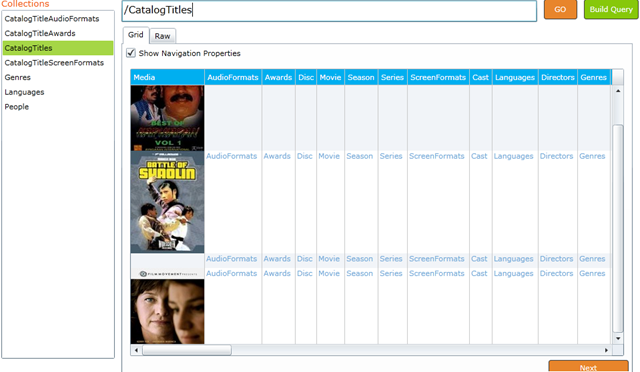 Collections
CatalogTitleAudioFormats
CatalogTitleAwards
CatalogTitles
CatalogTitleScreenFormats
Genres
Languages
People
/CatalogTitles
GO
Build Query
Grid Raw
Show Navigation Properties
Media AudioFormats Awards Disc Movie Season Series ScreenFormats Cast Languages Directors Genres
BEST OF
VOL 1
AudioFormats Awards Disc Movie Season Series ScreenFormats Cast Languages Directors Genres
BATTLE OF
SHAOLIN
AudioFormats Awards Disc Movie Season Series ScreenFormats Cast Languages Directors Genres
FILM MOVEMENT PRESENTS
AudioFormats Awards Disc Movie Season Series ScreenFormats Cast Languages Directors Genres
Next